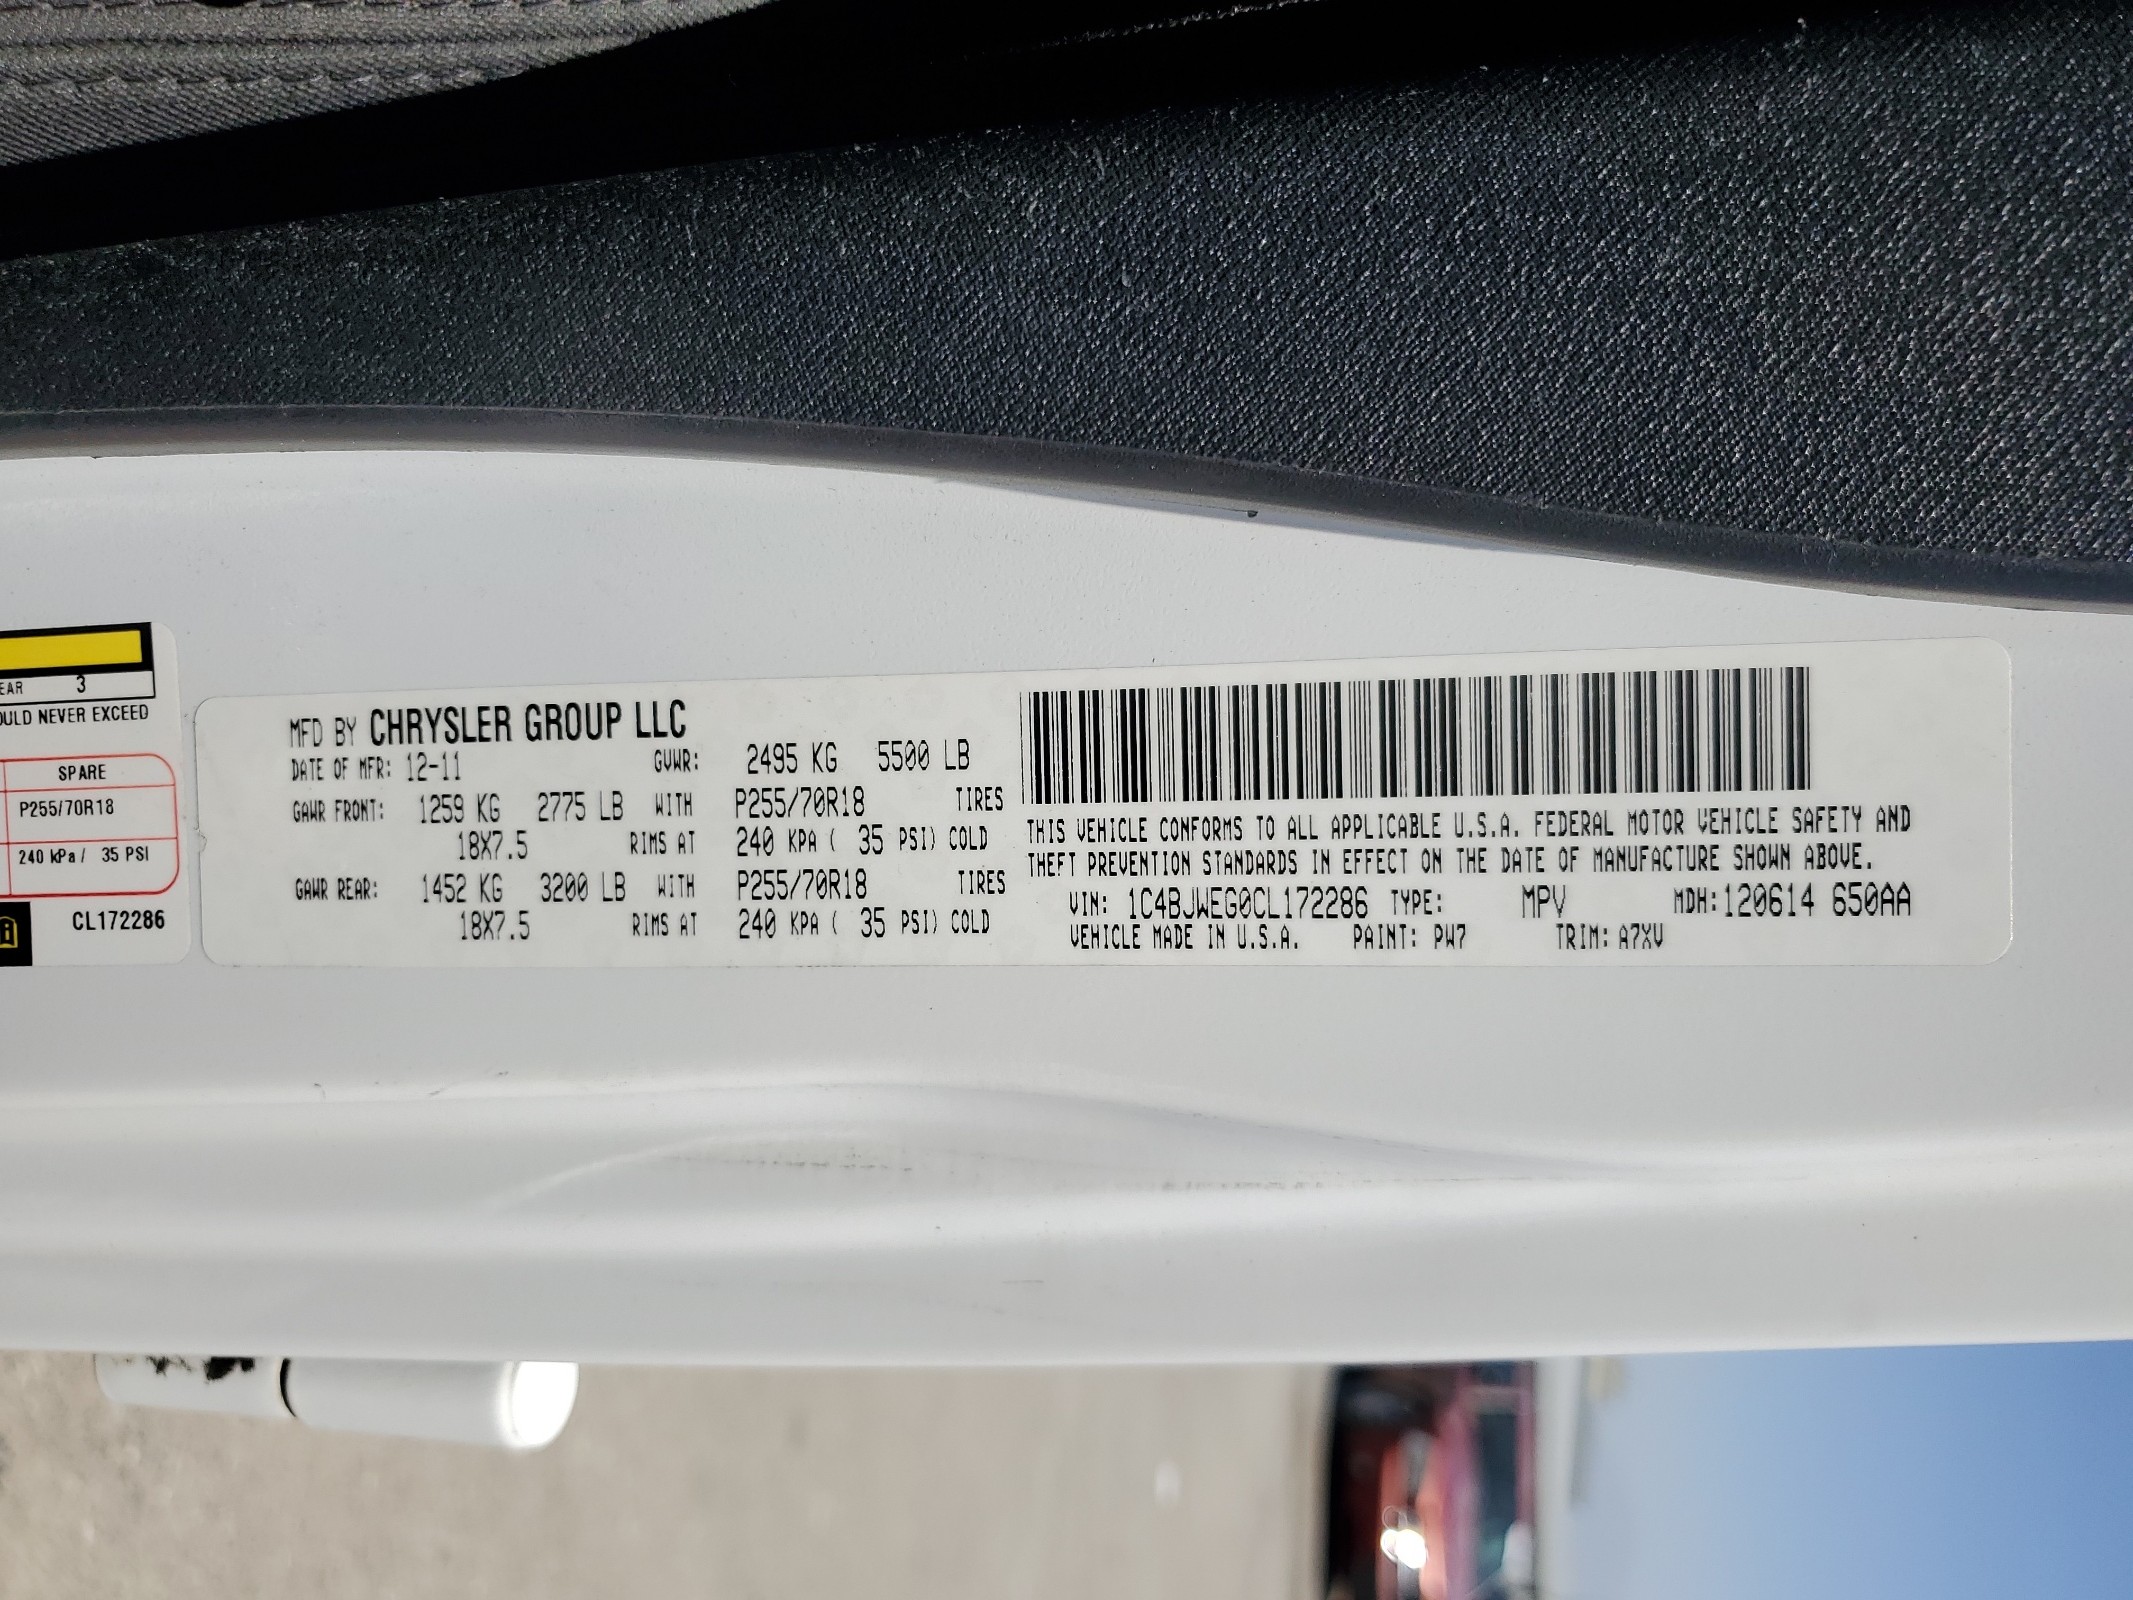 EAR 3
OULD NEVER EXCEED
SPARE
P255/70R18
240 kPa / 35 PSI
CL172286
MFD BY CHRYSLER GROUP LLC
DATE OF MFR: 12-11 GVWR: 2495 KG 5500 LB
GAWR FRONT: 1259 KG 2775 LB WITH P255/70R18 TIRES
18X7.5 RIMS AT 240 KPA ( 35 PSI) COLD
GAWR REAR: 1452 KG 3200 LB WITH P255/70R18 TIRES
18X7.5 RIMS AT 240 KPA ( 35 PSI) COLD
THIS VEHICLE CONFORMS TO ALL APPLICABLE U.S.A. FEDERAL MOTOR VEHICLE SAFETY AND
THEFT PREVENTION STANDARDS IN EFFECT ON THE DATE OF MANUFACTURE SHOWN ABOVE.
VIN: 1C4BJWEG0CL172286 TYPE: MPV MDH:120614 650AA
VEHICLE MADE IN U.S.A. PAINT: PW7 TRIM: A7XV